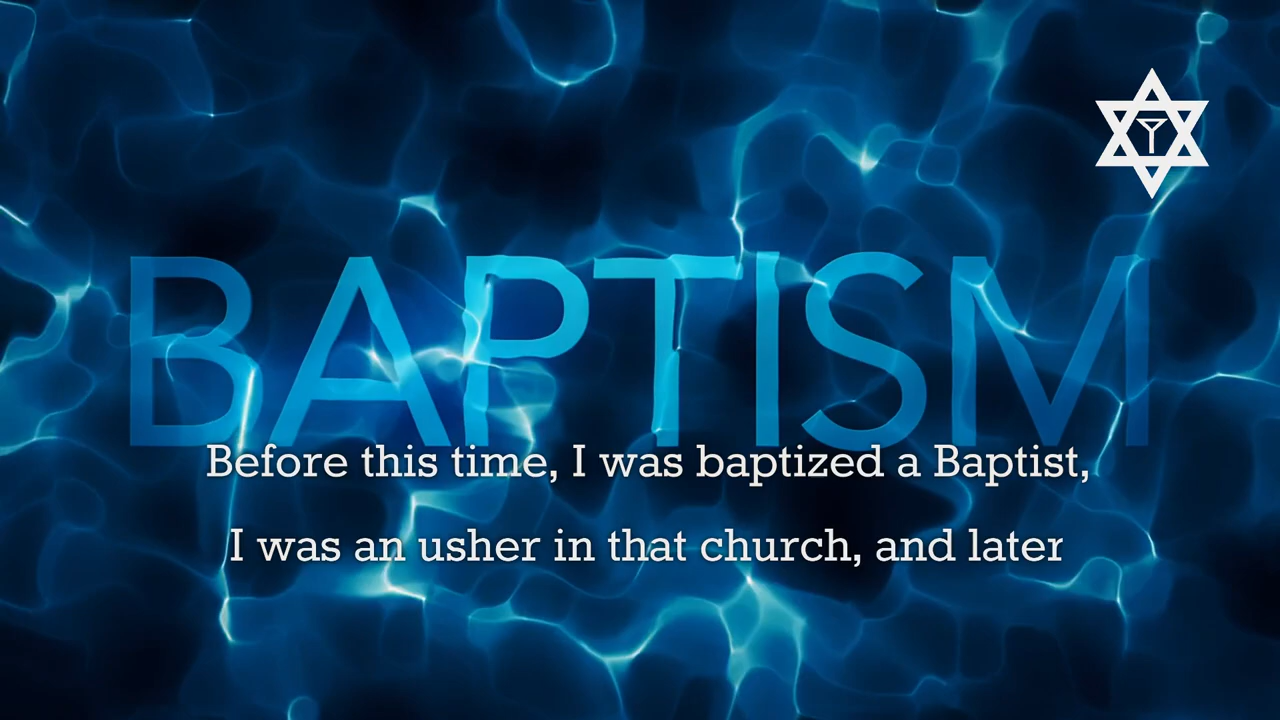 BAPTISM
Before this time, I was baptized a Baptist,
I was an usher in that church, and later